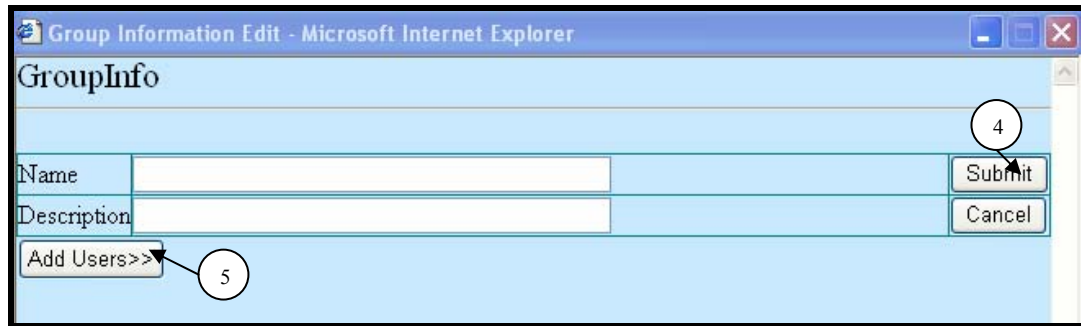 Group Information Edit - Microsoft Internet Explorer
GroupInfo
4
Name
Submit
Description
Cancel
Add Users>>
5